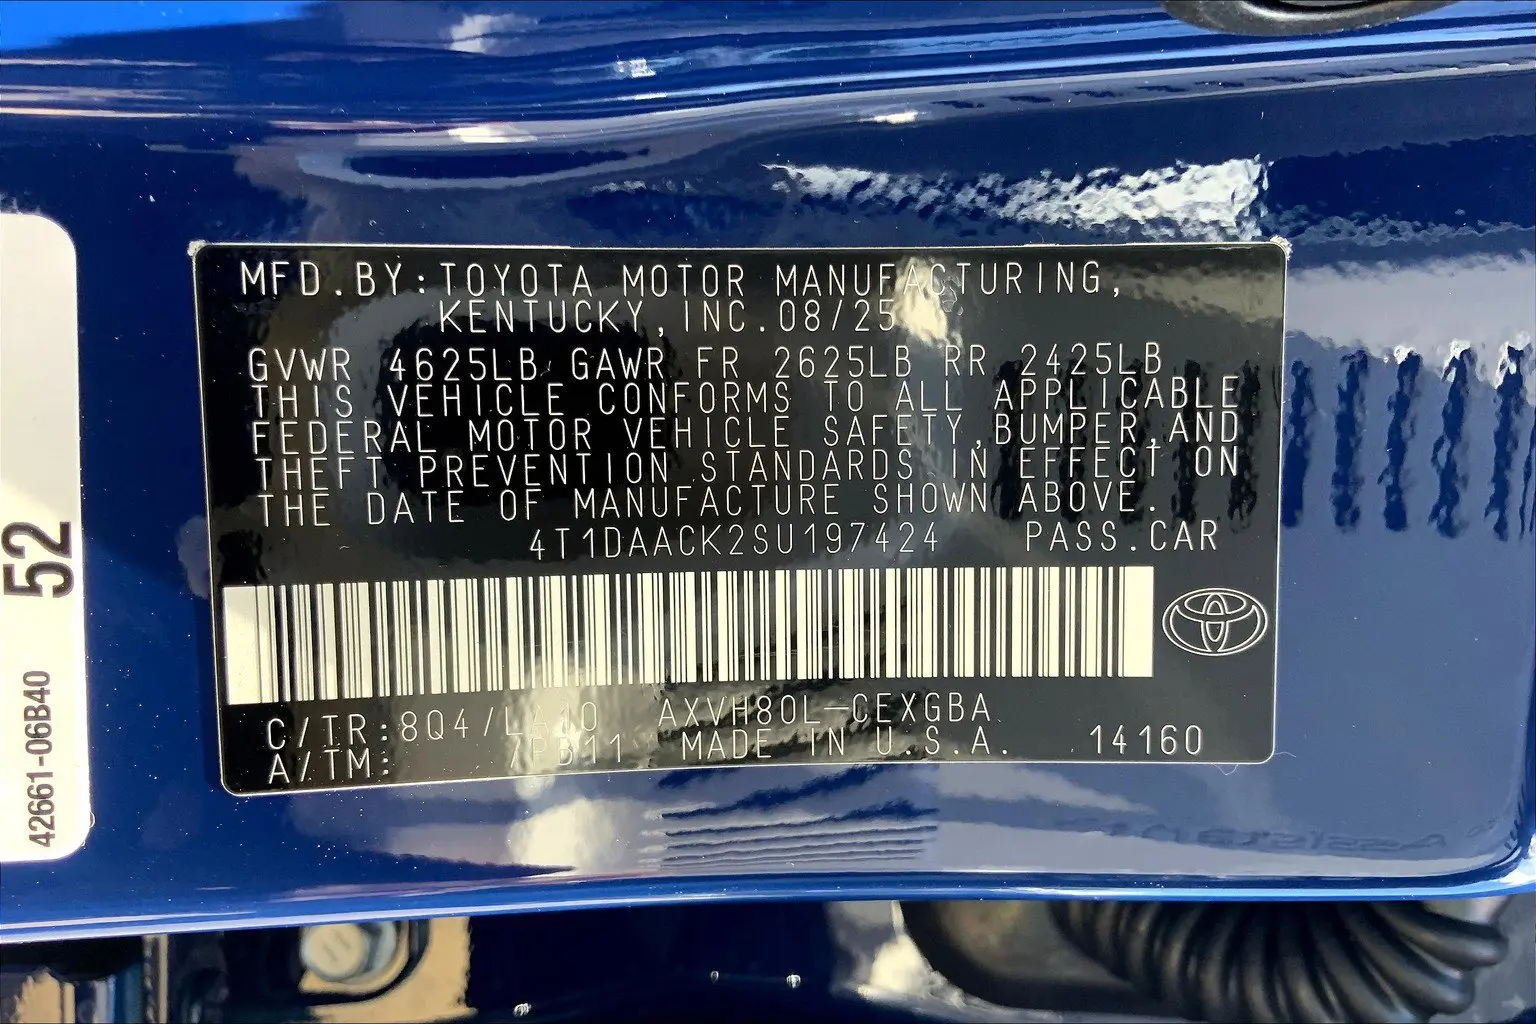 MFD.BY:TOYOTA MOTOR MANUFACTURING,
KENTUCKY,INC.08/25
GVWR 4625LB GAWR FR 2625LB RR 2425LB
THIS VEHICLE CONFORMS TO ALL APPLICABLE
FEDERAL MOTOR VEHICLE SAFETY,BUMPER,AND
THEFT PREVENTION STANDARDS IN EFFECT ON
THE DATE OF MANUFACTURE SHOWN ABOVE.
4T1DAACK2SU197424 PASS.CAR
C/TR:8Q4/LA10 AXVH80L-CEXGBA
A/TM: /PB11 MADE IN U.S.A. 14160
52
42661-06B40